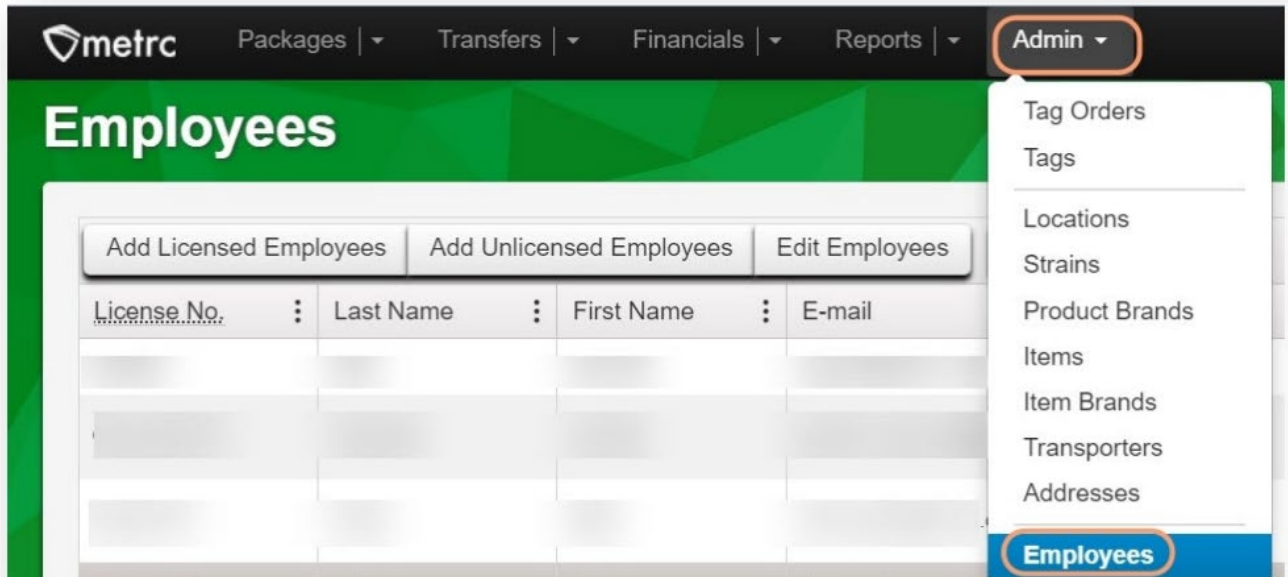 metrc Packages | Transfers | Financials | Reports | Admin
Employees
Add Licensed Employees Add Unlicensed Employees Edit Employees
License No. Last Name First Name E-mail
Tag Orders
Tags
Locations
Strains
Product Brands
Items
Item Brands
Transporters
Addresses
Employees